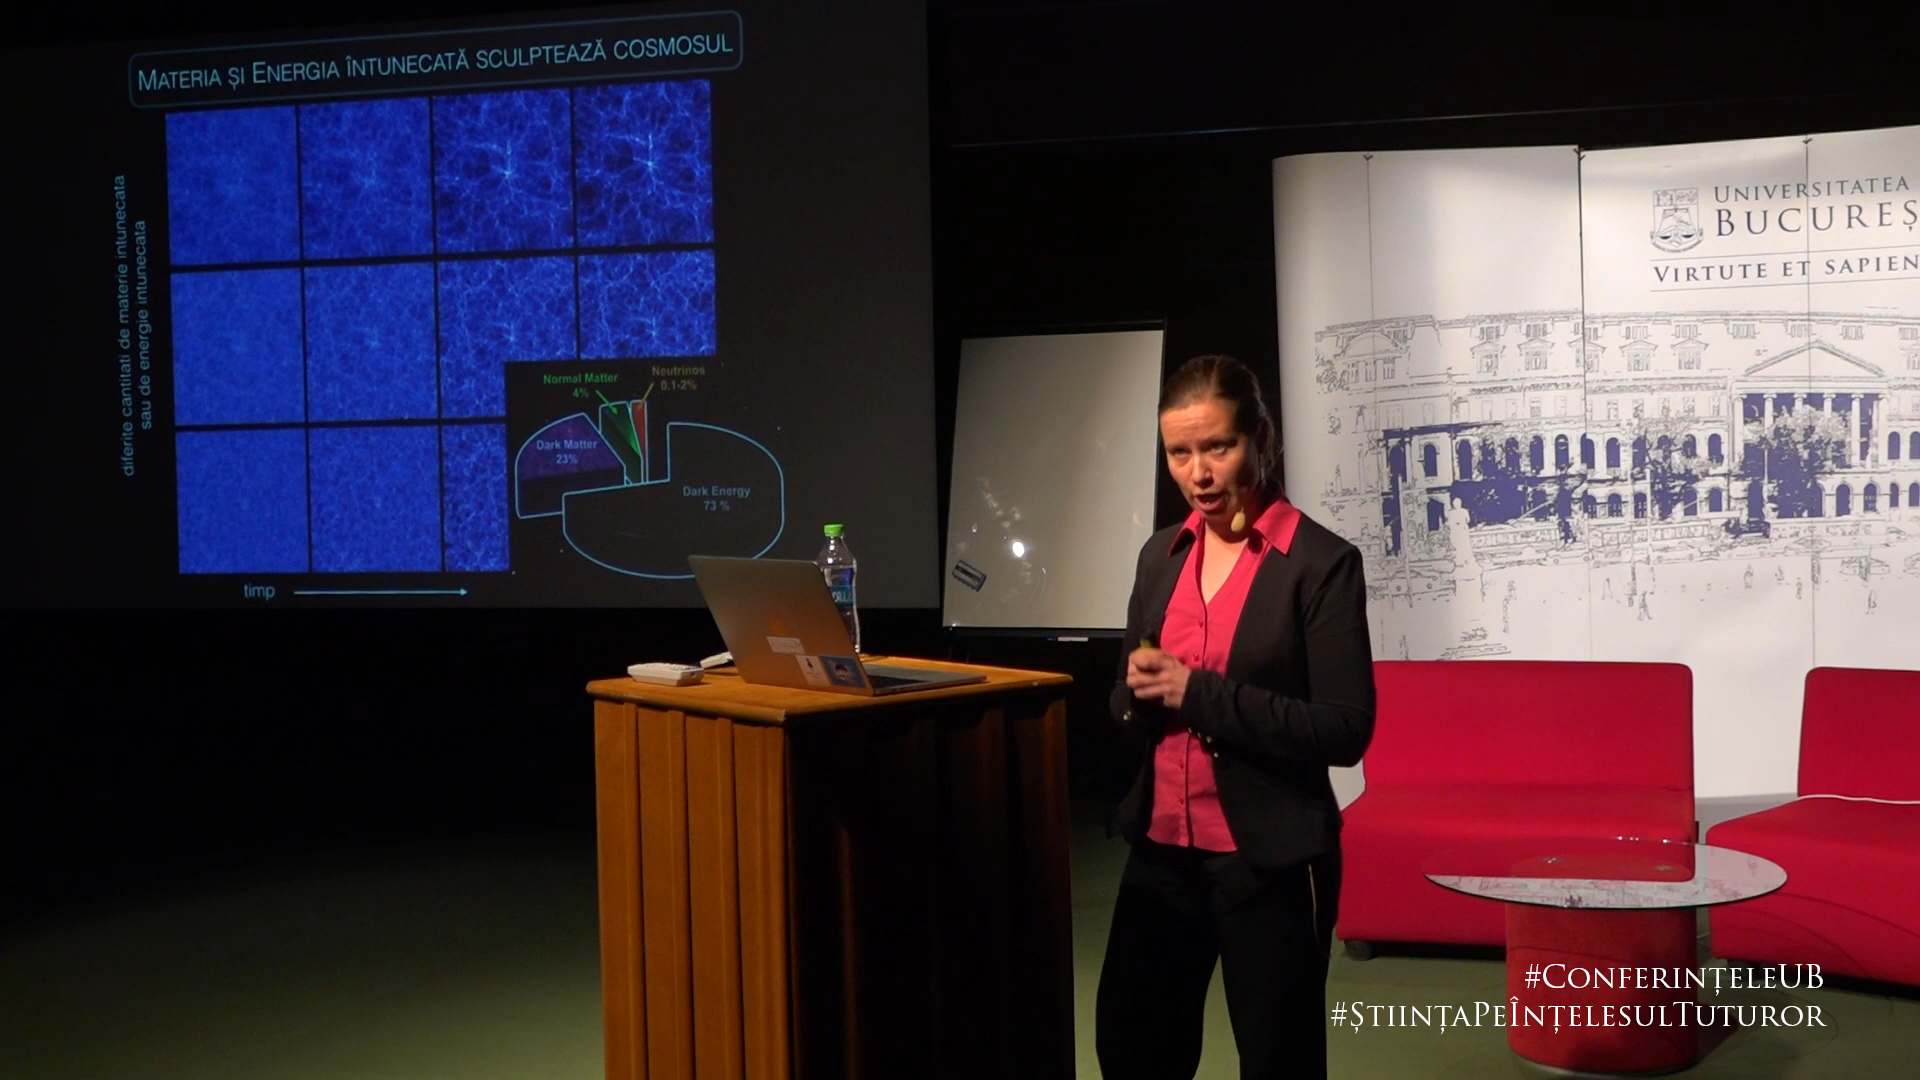 MATERIA ȘI ENERGIA ÎNTUNECATĂ SCULPTEAZĂ COSMOSUL
diferite cantitati de materie intunecata
sau de energie intunecata
Normal Matter
4%
Neutrinos
0.1-2%
Dark Matter
23%
Dark Energy
73 %
timp
UNIVERSITATEA
BUCUREȘ
VIRTUTE ET SAPIEN
#CONFERINȚELEUB
#ȘTIINȚAPEÎNȚELESULTUTUROR